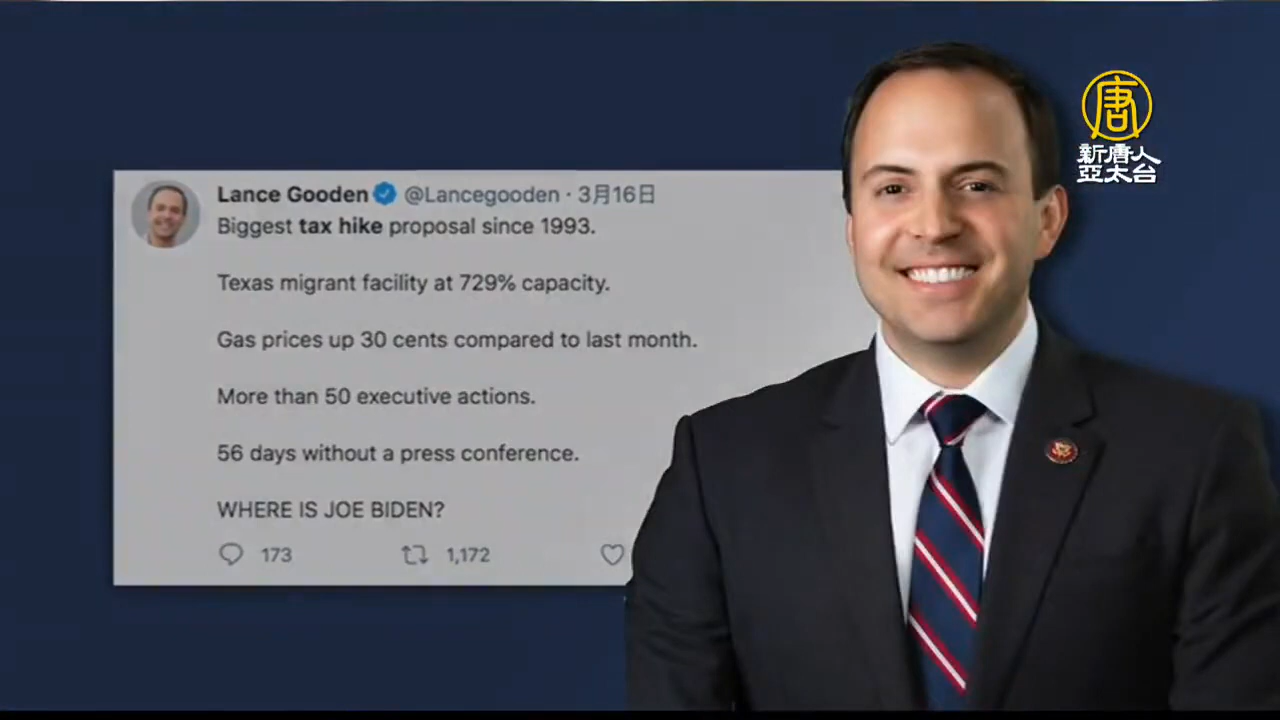 唐
新唐人
亞太台
Lance Gooden @Lancegooden · 3月16日
Biggest tax hike proposal since 1993.
Texas migrant facility at 729% capacity.
Gas prices up 30 cents compared to last month.
More than 50 executive actions.
56 days without a press conference.
WHERE IS JOE BIDEN?
173 1,172